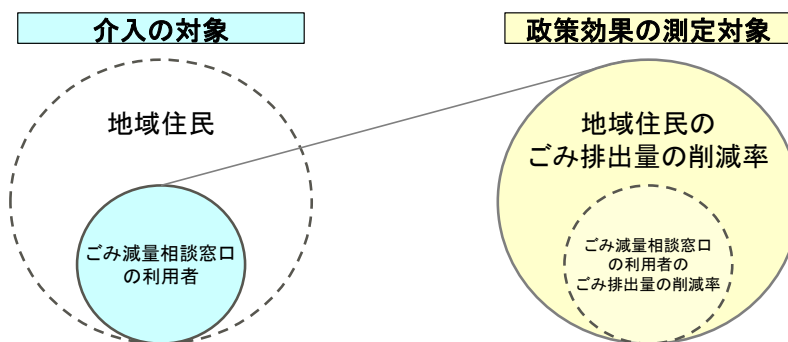 介入の対象
政策効果の測定対象
地域住民
ごみ減量相談窓口
の利用者
地域住民の
ごみ排出量の削減率
ごみ減量相談窓口
の利用者の
ごみ排出量の削減率